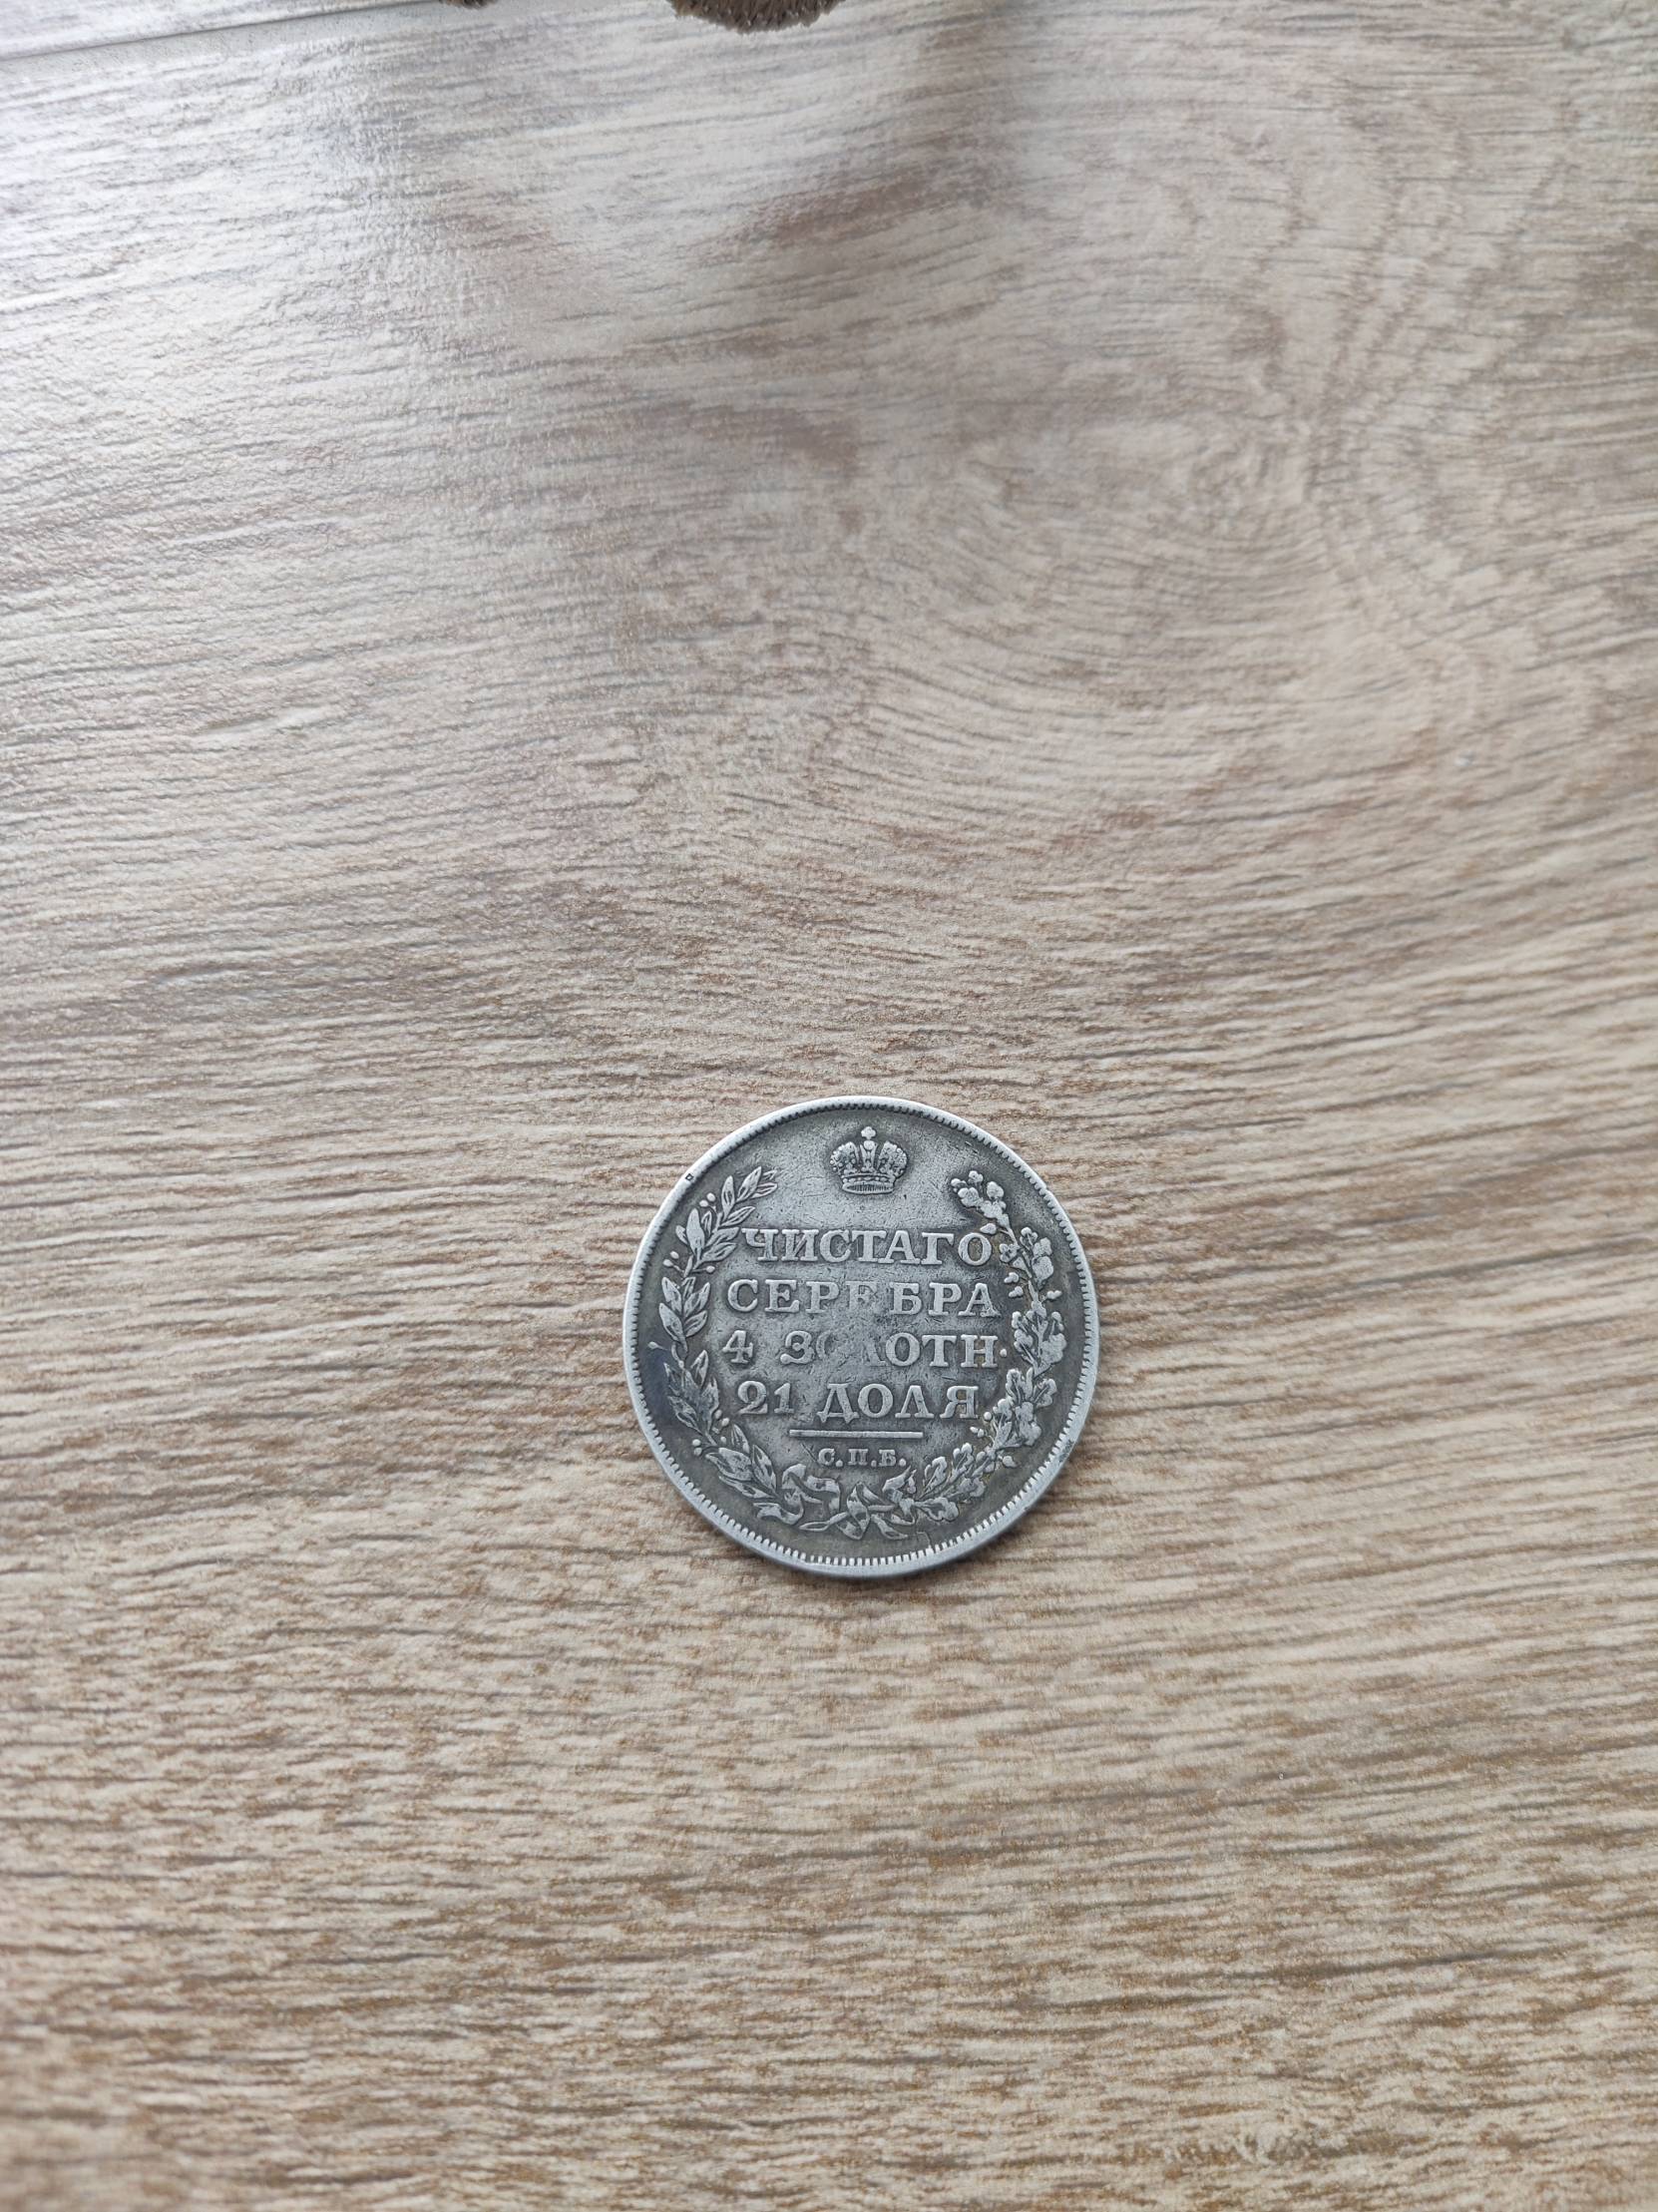 ЧИСТАГО
СЕРЕБРА
4 ЗОЛОТН.
21 ДОЛЯ
С.П.Б.